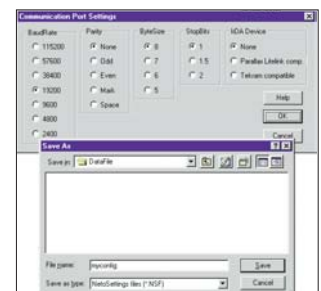 Communication Port Settings
BaudRate
Parity
ByteSize
StopBits
IrDA Device
115200
None
8
1
None
57600
Odd
7
1.5
Parallax Litelink comp.
38400
Even
6
2
Tekram compatible
19200
Mark
5
9600
Space
Help
4800
OK
2400
Cancel
Save As
Save in:
DataFile
File name:
myconfig
Save
Save as type:
(*.NSF)
Cancel